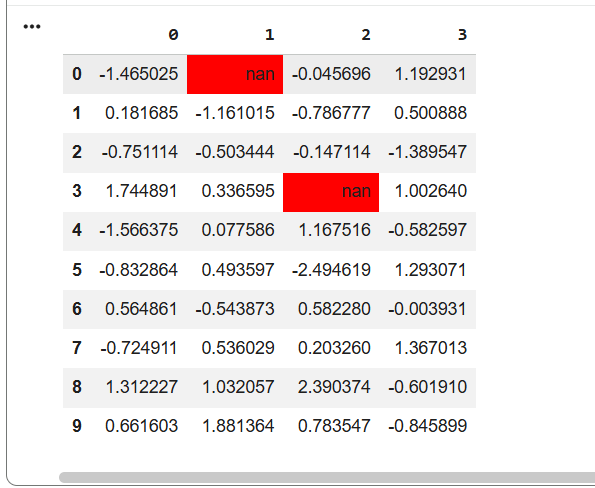 •••
0 1 2 3
0 -1.465025 nan -0.045696 1.192931
1 0.181685 -1.161015 -0.786777 0.500888
2 -0.751114 -0.503444 -0.147114 -1.389547
3 1.744891 0.336595 nan 1.002640
4 -1.566375 0.077586 1.167516 -0.582597
5 -0.832864 0.493597 -2.494619 1.293071
6 0.564861 -0.543873 0.582280 -0.003931
7 -0.724911 0.536029 0.203260 1.367013
8 1.312227 1.032057 2.390374 -0.601910
9 0.661603 1.881364 0.783547 -0.845899